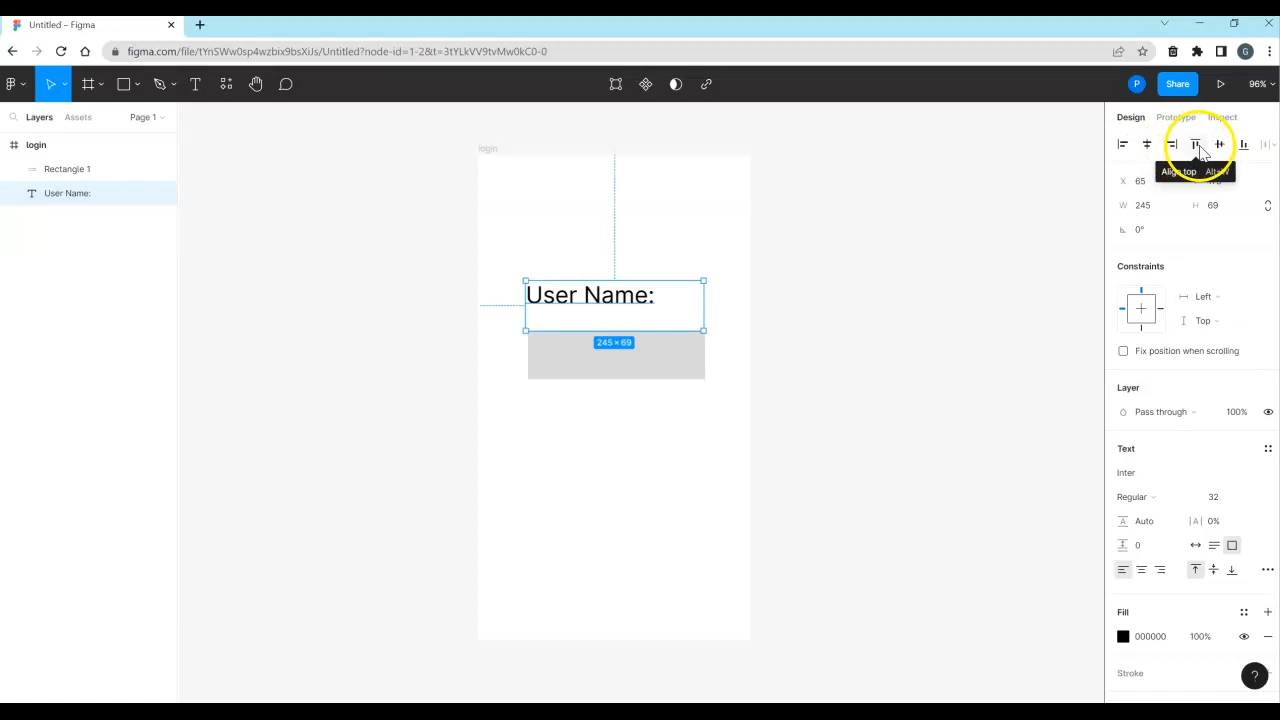 Untitled – Figma
figma.com/file/tYnSWw0sp4wzbix9bsXiJs/Untitled?node-id=1-2&t=3tYLkVV9tvMw0kC0-0
G
P
Share
96%
Layers
Assets
Page 1
login
Rectangle 1
User Name:
login
User Name:
245 × 69
Design
Prototype
Inspect
Align top Alt+W
X 65
W 245
H 69
0°
Constraints
Left
Top
Fix position when scrolling
Layer
Pass through
100%
Text
Inter
Regular
32
Auto
|A| 0%
0
Fill
000000
100%
Stroke
?